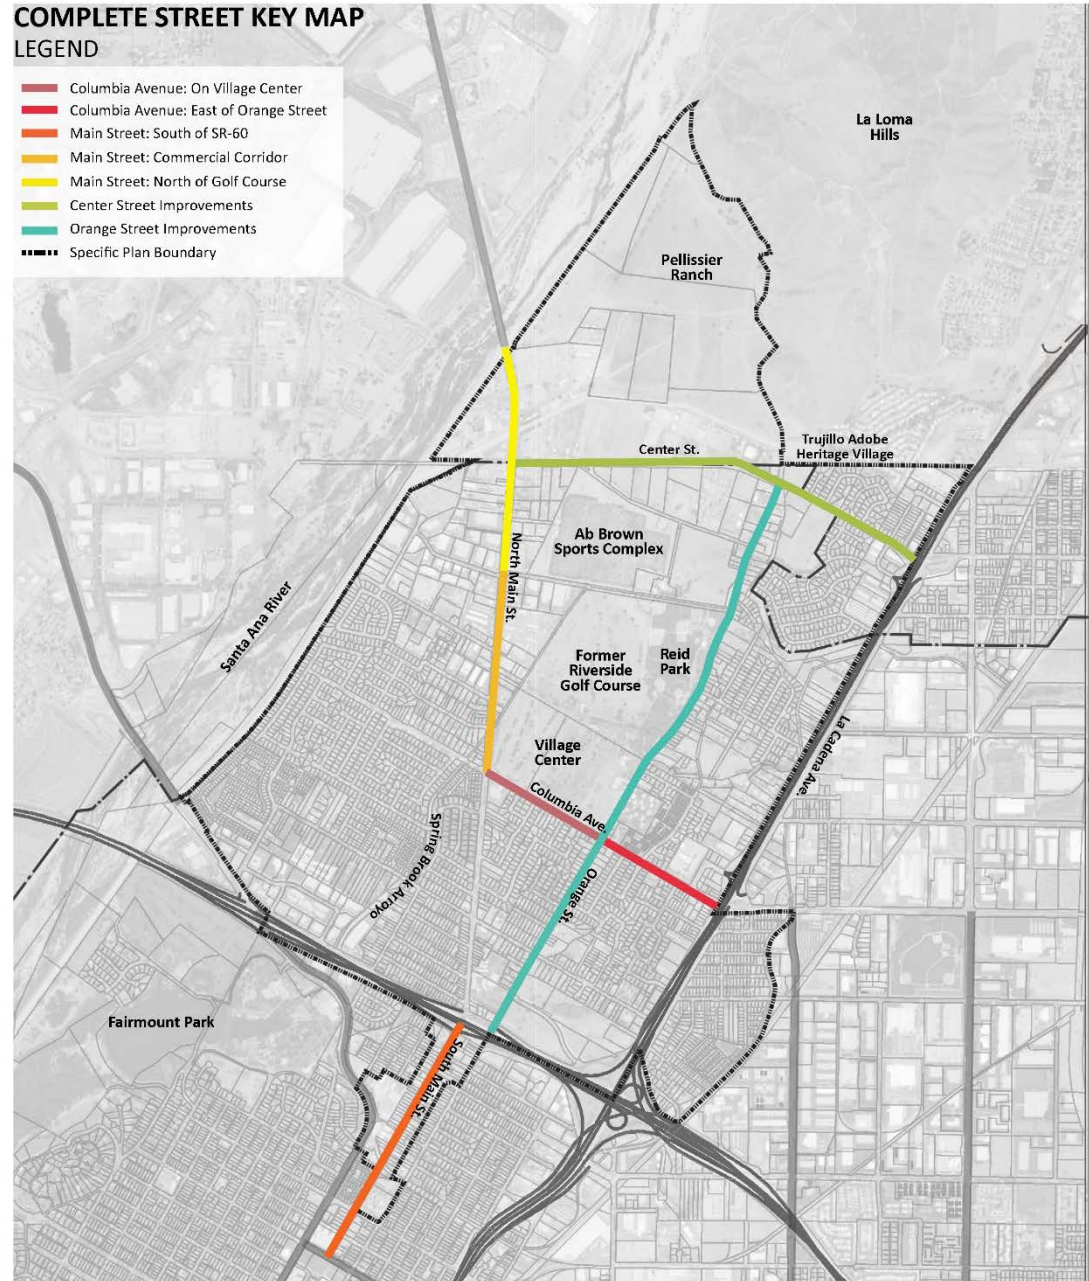 COMPLETE STREET KEY MAP
LEGEND
Columbia Avenue: On Village Center
Columbia Avenue: East of Orange Street
Main Street: South of SR-60
Main Street: Commercial Corridor
Main Street: North of Golf Course
Center Street Improvements
Orange Street Improvements
Specific Plan Boundary
La Loma
Hills
Pellissier
Ranch
Center St.
Trujillo Adobe
Heritage Village
Ab Brown
Sports Complex
North Main St.
Santa Ana River
Former
Riverside
Golf Course
Reid
Park
Village
Center
La Cadena Ave.
Columbia Ave.
Spring Brook Arroyo
Orange St.
Fairmount Park
South Main St.